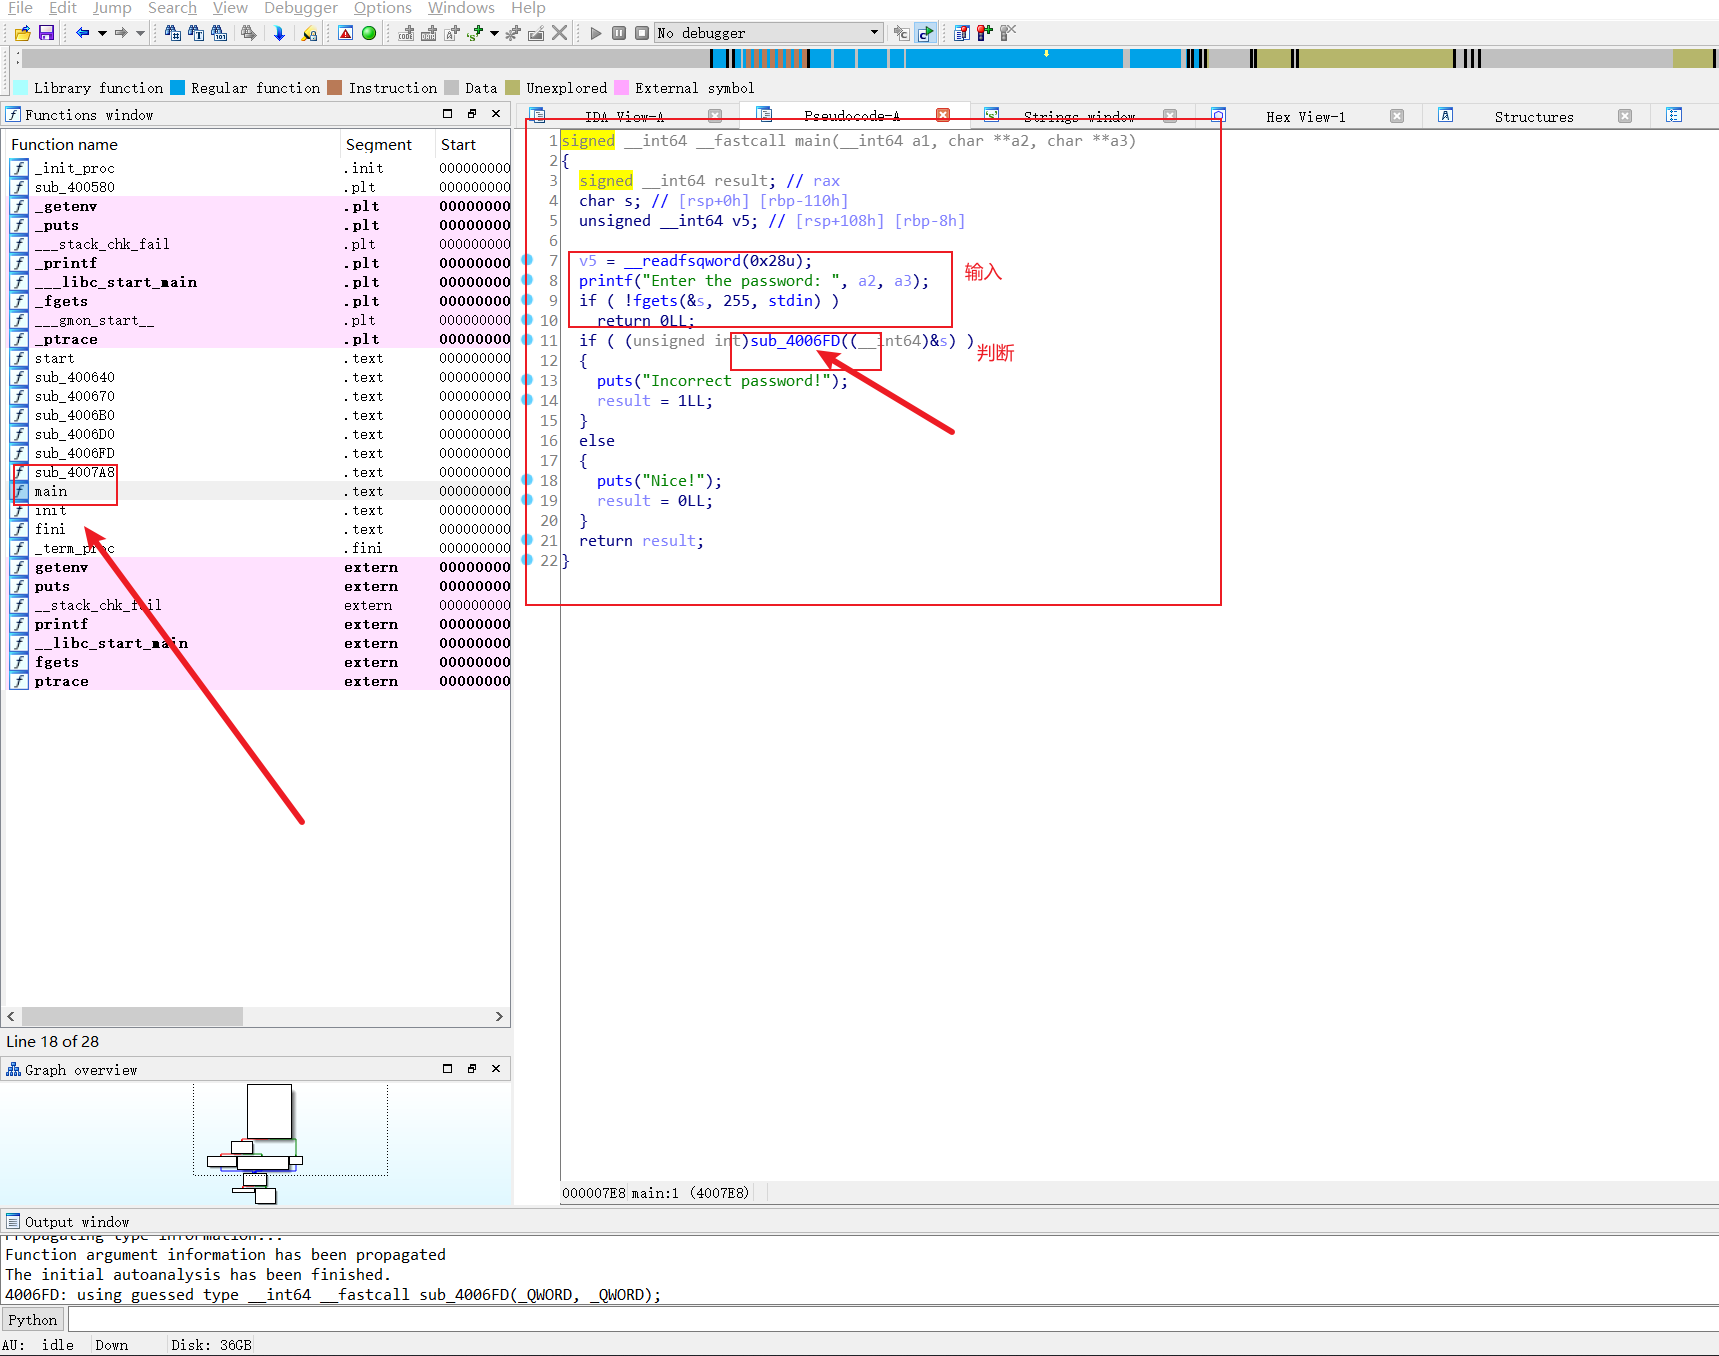 File Edit Jump Search View Debugger Options Windows Help
No debugger
Library function Regular function Instruction Data Unexplored External symbol
Functions window
Function name Segment Start
_init_proc .init 000000000
sub_400580 .plt 000000000
_getenv .plt 00000000
_puts .plt 00000000
___stack_chk_fail .plt 000000000
_printf .plt 00000000
___libc_start_main .plt 00000000
_fgets .plt 00000000
___gmon_start__ .plt 000000000
_ptrace .plt 00000000
start .text 000000000
sub_400640 .text 000000000
sub_400670 .text 000000000
sub_4006B0 .text 000000000
sub_4006D0 .text 000000000
sub_4006FD .text 000000000
sub_4007A8 .text 000000000
main .text 000000000
init .text 000000000
fini .text 000000000
_term_proc .fini 000000000
getenv extern 00000000
puts extern 00000000
__stack_chk_fail extern 000000000
printf extern 00000000
__libc_start_main extern 00000000
fgets extern 00000000
ptrace extern 00000000
Line 18 of 28
Graph overview
IDA View-A Pseudocode-A Strings window Hex View-1 Structures
1 signed __int64 __fastcall main(__int64 a1, char **a2, char **a3)
2 {
3 signed __int64 result; // rax
4 char s; // [rsp+0h] [rbp-110h]
5 unsigned __int64 v5; // [rsp+108h] [rbp-8h]
6
7 v5 = __readfsqword(0x28u);
输入
8 printf("Enter the password: ", a2, a3);
9 if ( !fgets(&s, 255, stdin) )
10 return 0LL;
11 if ( (unsigned int)sub_4006FD((__int64)&s) )
判断
12 {
13 puts("Incorrect password!");
14 result = 1LL;
15 }
16 else
17 {
18 puts("Nice!");
19 result = 0LL;
20 }
21 return result;
22 }
000007E8 main:1 (4007E8)
Output window
Propagating type information...
Function argument information has been propagated
The initial autoanalysis has been finished.
4006FD: using guessed type __int64 __fastcall sub_4006FD(_QWORD, _QWORD);
Python
AU: idle Down Disk: 36GB